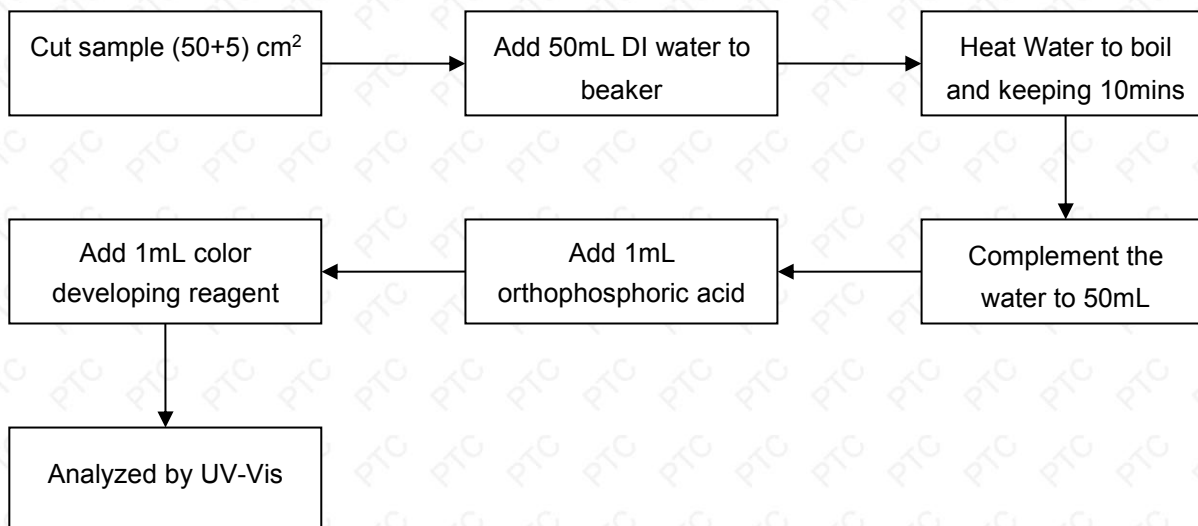 Cut sample (50+5) cm²
Add 50mL DI water to
beaker
Heat Water to boil
and keeping 10mins
Complement the
water to 50mL
Add 1mL
orthophosphoric acid
Add 1mL color
developing reagent
Analyzed by UV-Vis
PTC